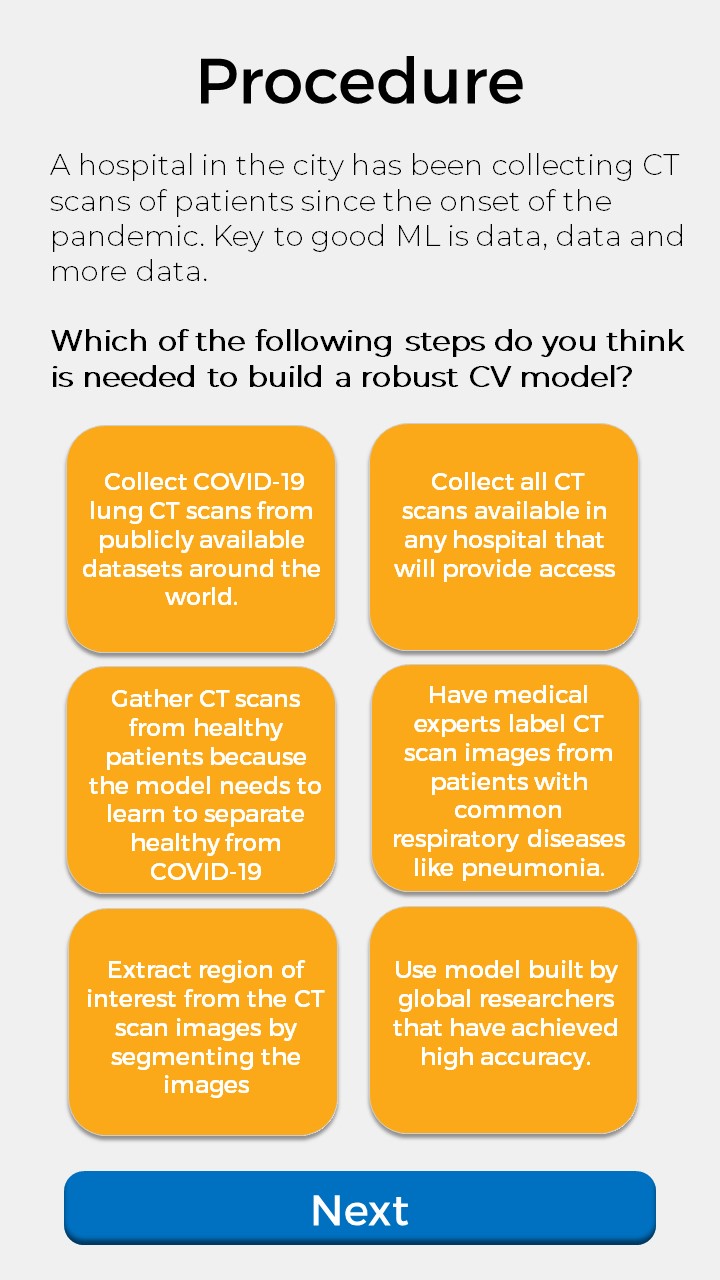 Procedure
A hospital in the city has been collecting CT
scans of patients since the onset of the
pandemic. Key to good ML is data, data and
more data.
Which of the following steps do you think
is needed to build a robust CV model?
Collect COVID-19
lung CT scans from
publicly available
datasets around the
world.
Collect all CT
scans available in
any hospital that
will provide access
Gather CT scans
from healthy
patients because
the model needs to
learn to separate
healthy from
COVID-19
Have medical
experts label CT
scan images from
patients with
common
respiratory diseases
like pneumonia.
Extract region of
interest from the CT
scan images by
segmenting the
images
Use model built by
global researchers
that have achieved
high accuracy.
Next